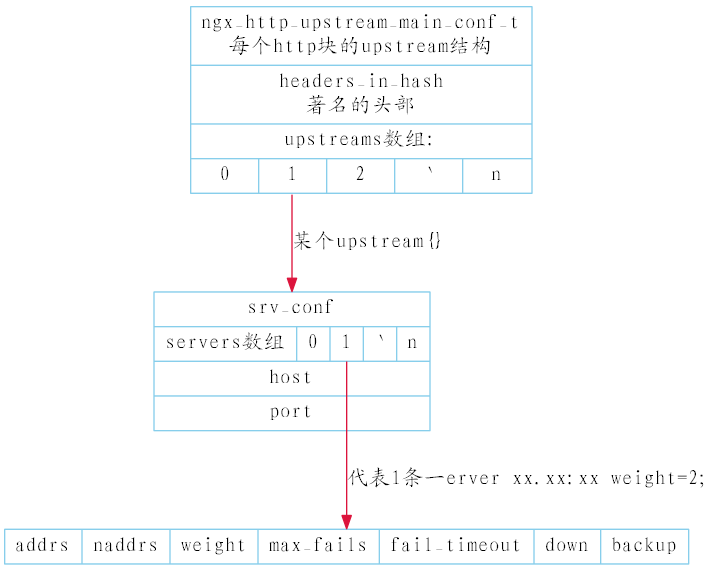 ngx_http_upstream_main_conf_t
每个http块的upstream结构
headers_in_hash
著名的头部
upstreams数组:
0 1 2 ` n
某个upstream{}
srv_conf
servers数组 0 1 ` n
host
port
代表1条一erver xx.xx:xx weight=2;
addrs naddrs weight max_fails fail_timeout down backup